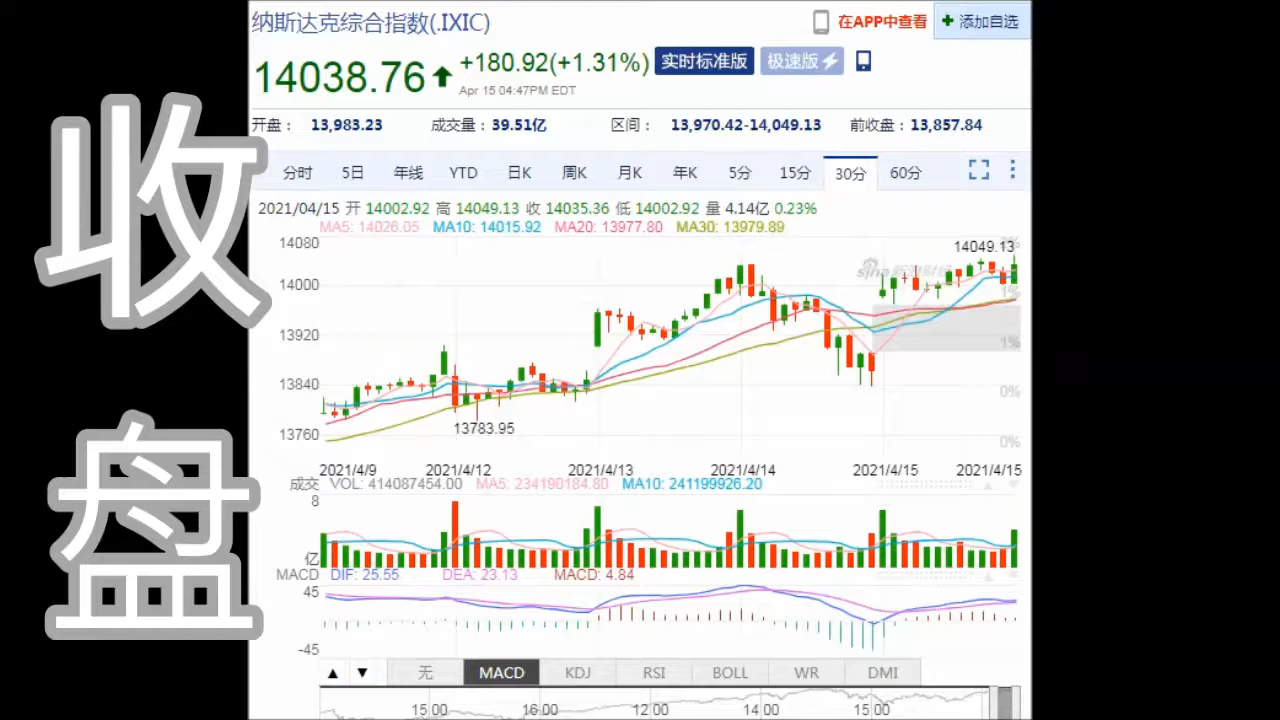 收
盘
纳斯达克综合指数(.IXIC)
在APP中查看
+ 添加自选
14038.76
+180.92(+1.31%)
实时标准版
极速版
Apr 15 04:47PM EDT
开盘： 13,983.23 成交量：39.51亿 区间： 13,970.42-14,049.13 前收盘：13,857.84
分时 5日 年线 YTD 日K 周K 月K 年K 5分 15分 30分 60分
2021/04/15 开 14002.92 高 14049.13 收 14035.36 低 14002.92 量 4.14亿 0.23%
MA5: 14026.05 MA10: 14015.92 MA20: 13977.80 MA30: 13979.89
14080
14049.13
sina 新浪财经
14000
1%
13920
1%
13840
0%
13760
13783.95
0%
2021/4/9 2021/4/12 2021/4/13 2021/4/14 2021/4/15 2021/4/15
成交 VOL: 414087454.00 MA5: 234190184.80 MA10: 241199926.20
8
亿
MACD DIF: 25.55 DEA: 23.13 MACD: 4.84
45
-45
▲ ▼ 无 MACD KDJ RSI BOLL WR DMI
15:00 16:00 12:00 14:00 15:00